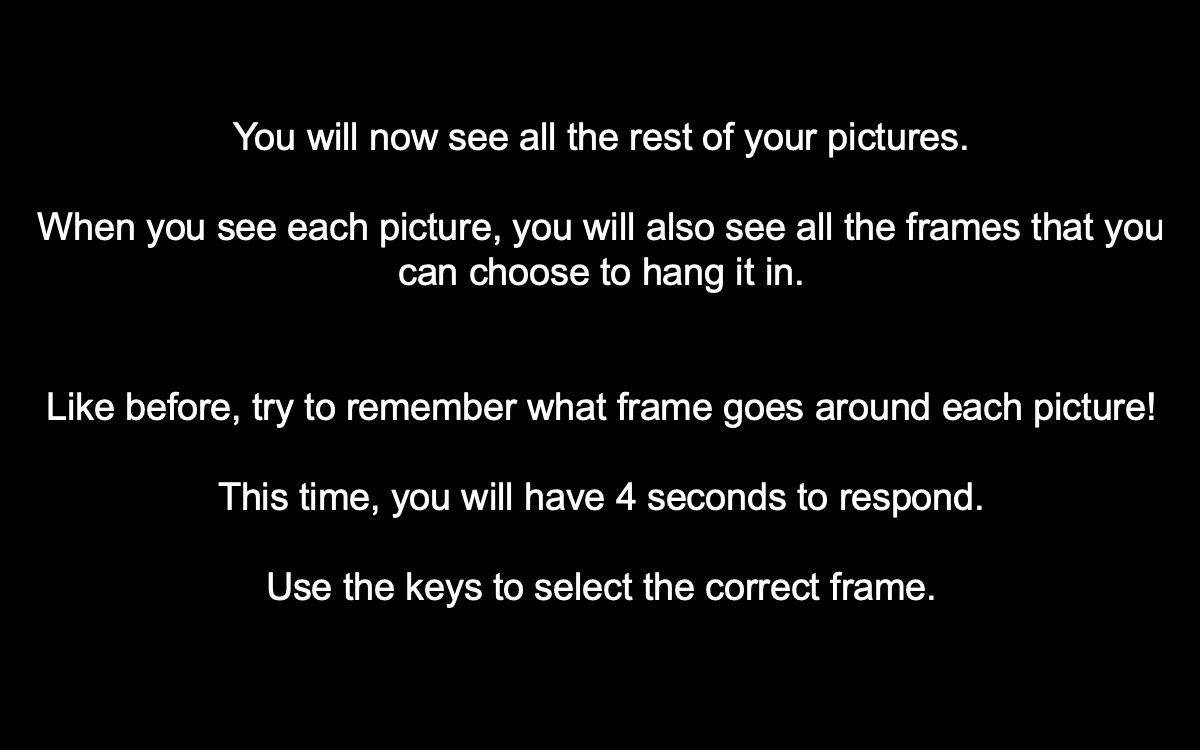 You will now see all the rest of your pictures.
When you see each picture, you will also see all the frames that you
can choose to hang it in.
Like before, try to remember what frame goes around each picture!
This time, you will have 4 seconds to respond.
Use the keys to select the correct frame.